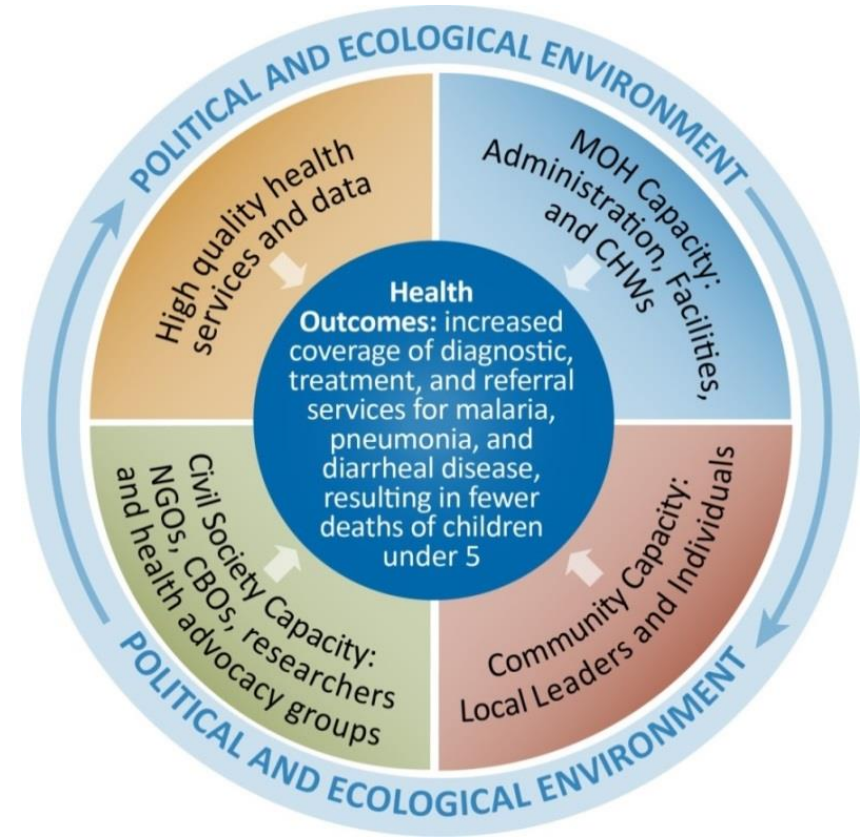 POLITICAL AND ECOLOGICAL ENVIRONMENT
High quality health
services and data
MOH Capacity:
Administration, Facilities,
and CHWs
Health
Outcomes: increased
coverage of diagnostic,
treatment, and referral
services for malaria,
pneumonia, and
diarrheal disease,
resulting in fewer
deaths of children
under 5
Civil Society Capacity:
NGOs, CBOs, researchers
and health advocacy groups
Community Capacity:
Local Leaders and Individuals
POLITICAL AND ECOLOGICAL ENVIRONMENT